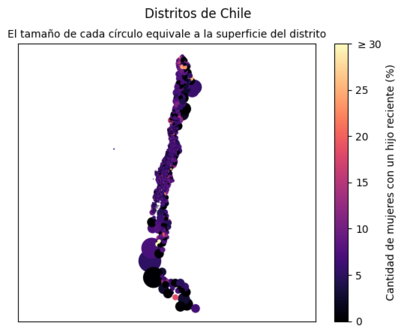 Distritos de Chile
El tamaño de cada círculo equivale a la superficie del distrito
≥ 30
25
20
15
10
5
0
Cantidad de mujeres con un hijo reciente (%)